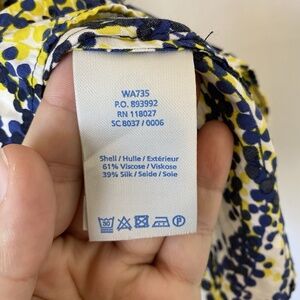 WA735
P.O. 893992
RN 118027
SC 8037 / 0006
Shell / Hulle / Extérieur
61% Viscose / Viskose
39% Silk / Seide / Soie